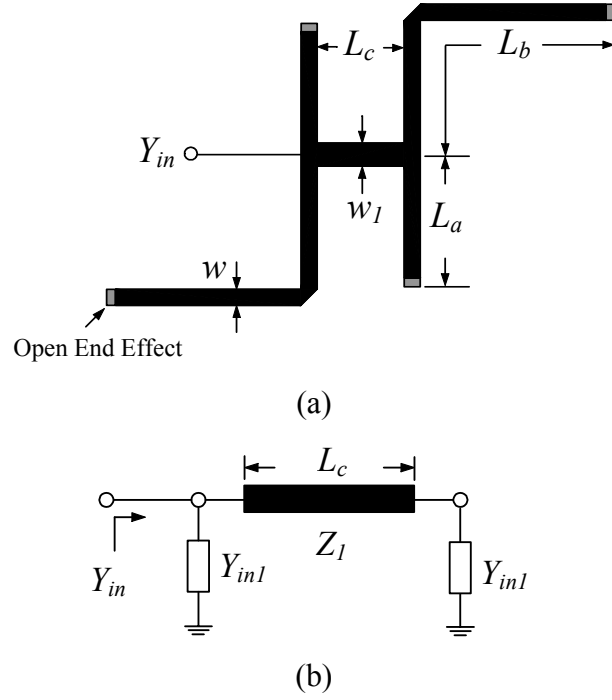 L_c
L_b
Y_in
w_1
L_a
w
Open End Effect
(a)
L_c
Z_1
Y_in
Y_in1
Y_in1
(b)